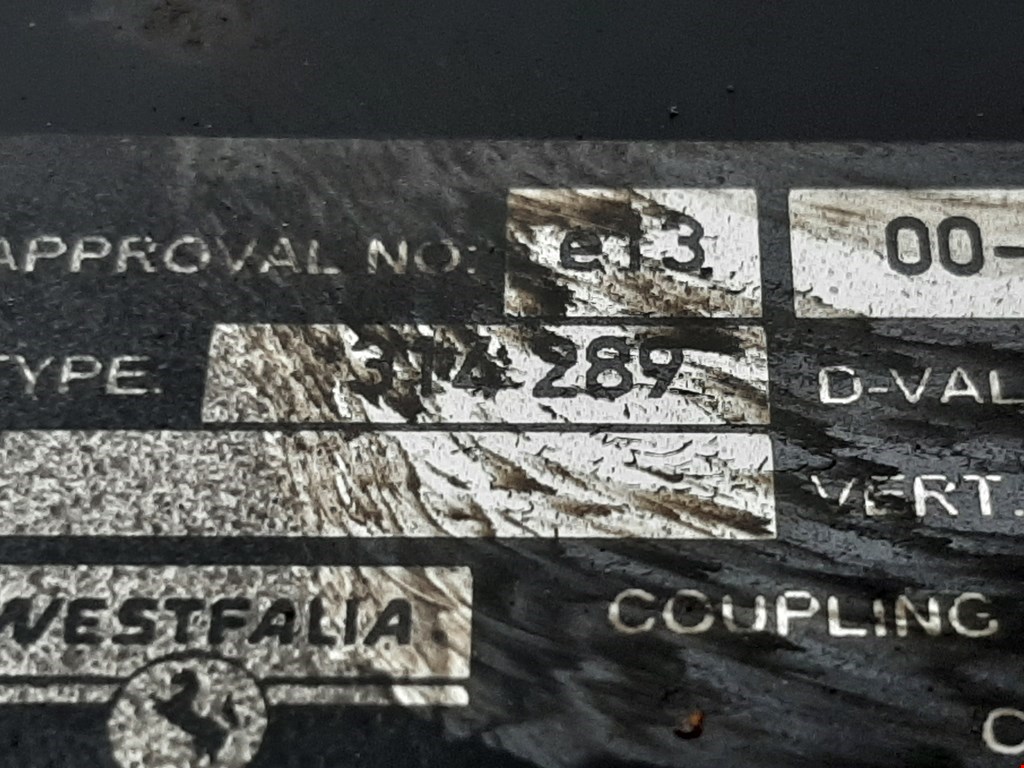 APPROVAL NO: e13 00-
TYPE: 314 289 D-VAL
VERT.
WESTFALIA COUPLING